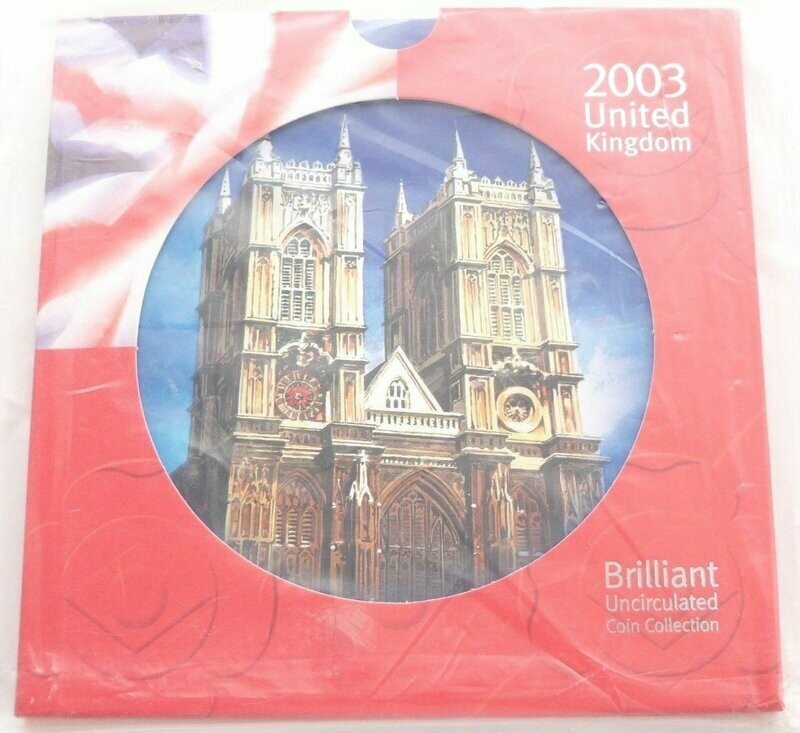 2003
United
Kingdom
Brilliant
Uncirculated
Coin Collection